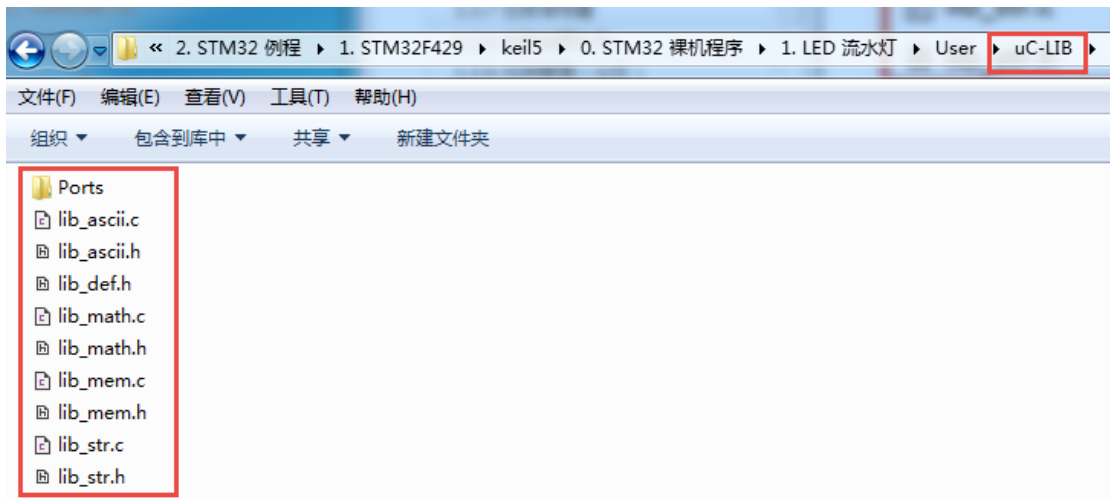 « 2. STM32 例程 ▸ 1. STM32F429 ▸ keil5 ▸ 0. STM32 裸机程序 ▸ 1. LED 流水灯 ▸ User ▸ uC-LIB ▸
文件(F) 编辑(E) 查看(V) 工具(T) 帮助(H)
组织 ▼ 包含到库中 ▼ 共享 ▼ 新建文件夹
Ports
lib_ascii.c
lib_ascii.h
lib_def.h
lib_math.c
lib_math.h
lib_mem.c
lib_mem.h
lib_str.c
lib_str.h